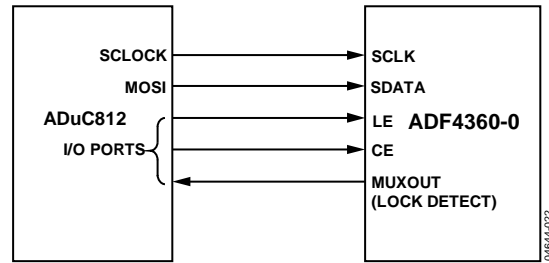 SCLOCK
MOSI
ADuC812
I/O PORTS
SCLK
SDATA
LE
ADF4360-0
CE
MUXOUT
(LOCK DETECT)
04644-022